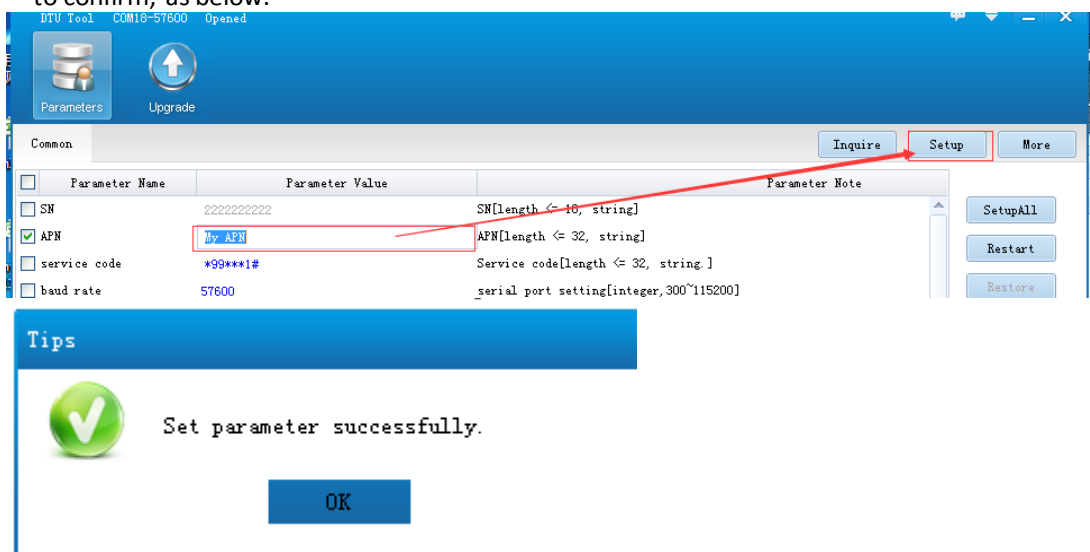 to confirm, as below.
DTU Tool COM18-57600 Opened
Parameters Upgrade
Common Inquire Setup More
Parameter Name Parameter Value Parameter Note
SN 2222222222 SN[length <= 16, string] SetupAll
APN My APN APN[length <= 32, string]
Restart
service code *99***1# Service code[length <= 32, string.]
baud rate 57600 serial port setting[integer,300~115200] Restore
Tips
Set parameter successfully.
OK